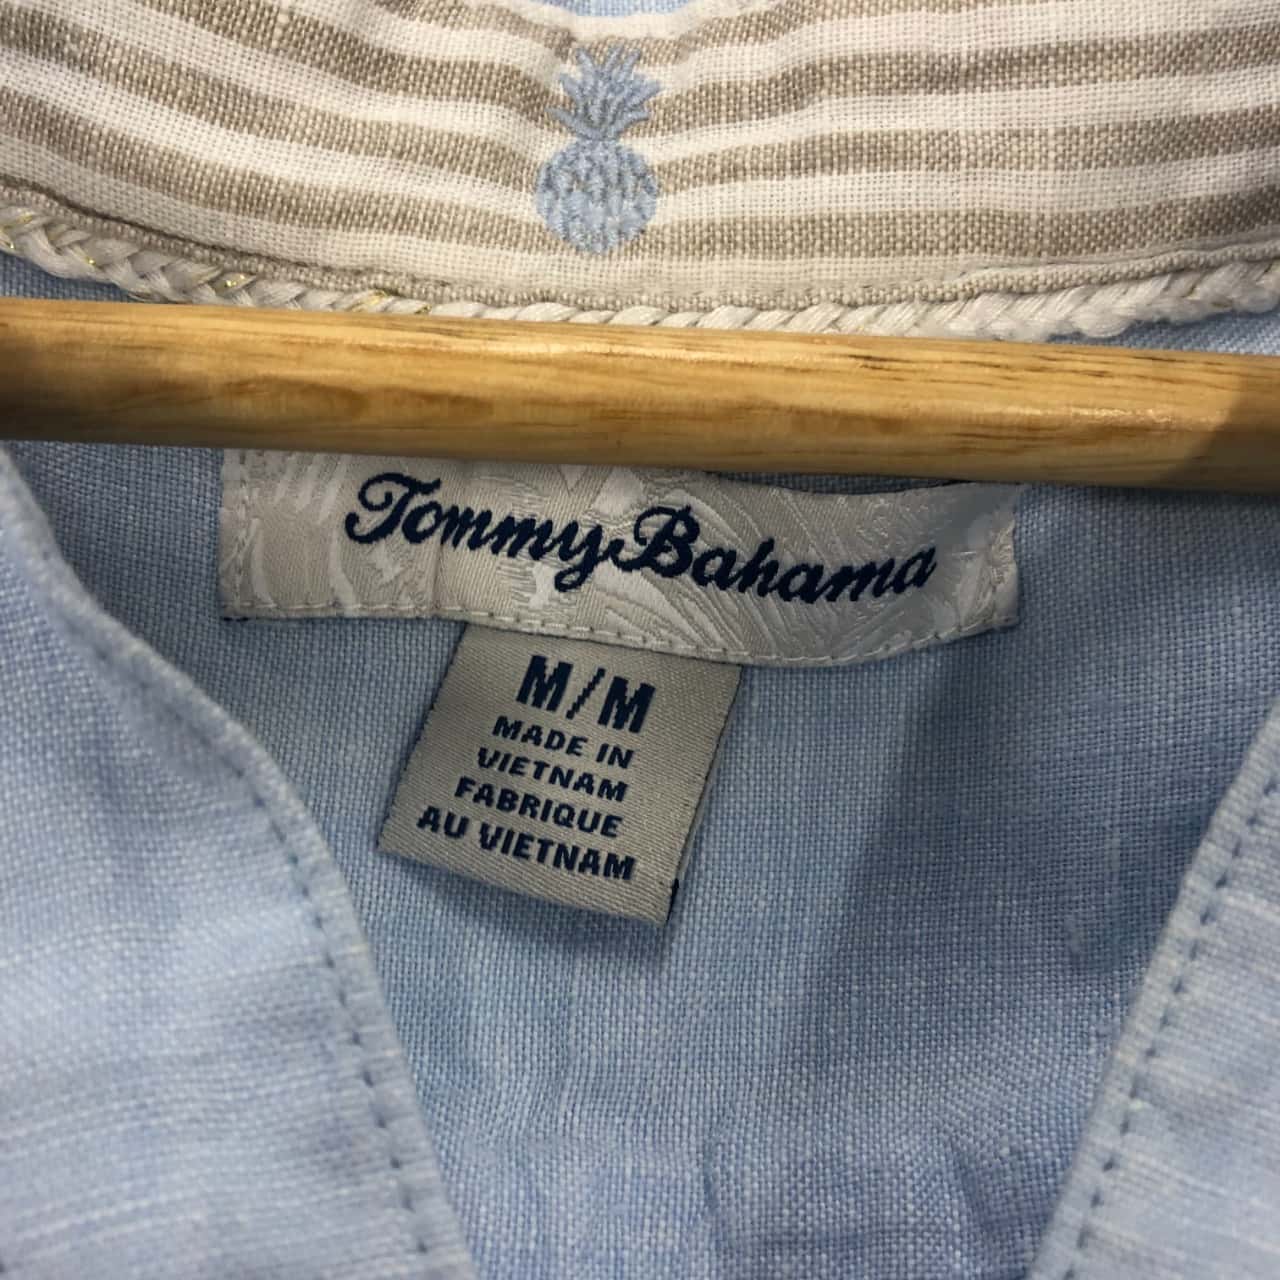 Tommy Bahama
M/M
MADE IN
VIETNAM
FABRIQUE
AU VIETNAM